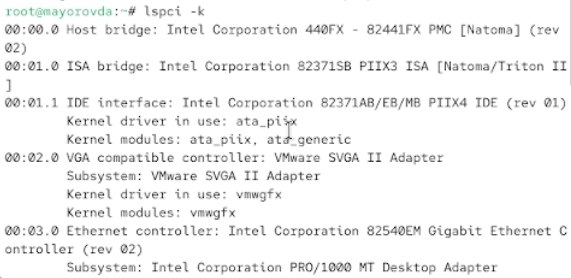 root@mayorovda:~# lspci -k
00:00.0 Host bridge: Intel Corporation 440FX - 82441FX PMC [Natoma] (rev
02)
00:01.0 ISA bridge: Intel Corporation 82371SB PIIX3 ISA [Natoma/Triton II
]
00:01.1 IDE interface: Intel Corporation 82371AB/EB/MB PIIX4 IDE (rev 01)
        Kernel driver in use: ata_piix
        Kernel modules: ata_piix, ata_generic
00:02.0 VGA compatible controller: VMware SVGA II Adapter
        Subsystem: VMware SVGA II Adapter
        Kernel driver in use: vmwgfx
        Kernel modules: vmwgfx
00:03.0 Ethernet controller: Intel Corporation 82540EM Gigabit Ethernet C
ontroller (rev 02)
        Subsystem: Intel Corporation PRO/1000 MT Desktop Adapter